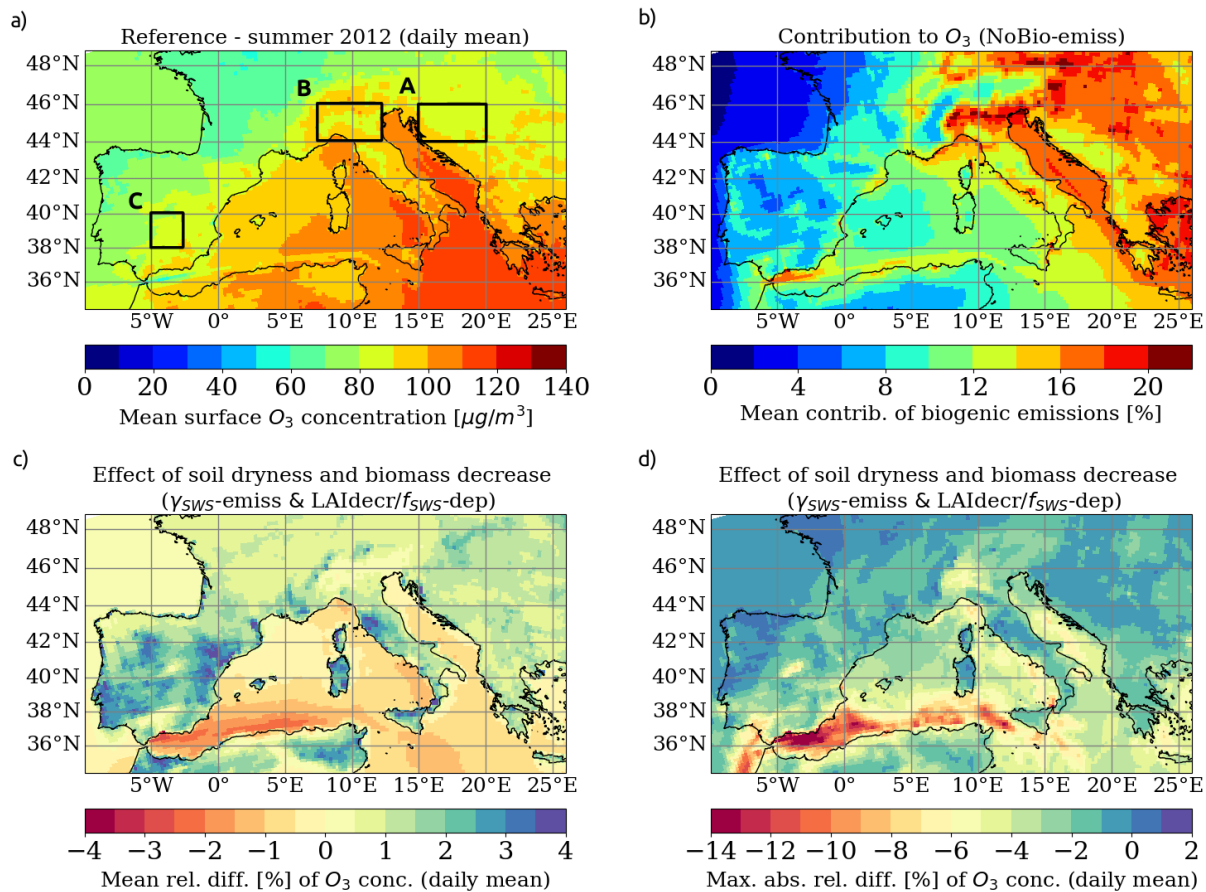 a)
Reference - summer 2012 (daily mean)
48°N
46°N
44°N
42°N
40°N
38°N
36°N
A
B
C
5°W 0° 5°E 10°E 15°E 20°E 25°E
0 20 40 60 80 100 120 140
Mean surface O₃ concentration [μg/m³]
b)
Contribution to O₃ (NoBio-emiss)
48°N
46°N
44°N
42°N
40°N
38°N
36°N
5°W 0° 5°E 10°E 15°E 20°E 25°E
0 4 8 12 16 20
Mean contrib. of biogenic emissions [%]
c)
Effect of soil dryness and biomass decrease
(γSWS-emiss & LAIdecr/fSWS-dep)
48°N
46°N
44°N
42°N
40°N
38°N
36°N
5°W 0° 5°E 10°E 15°E 20°E 25°E
−4 −3 −2 −1 0 1 2 3 4
Mean rel. diff. [%] of O₃ conc. (daily mean)
d)
Effect of soil dryness and biomass decrease
(γSWS-emiss & LAIdecr/fSWS-dep)
48°N
46°N
44°N
42°N
40°N
38°N
36°N
5°W 0° 5°E 10°E 15°E 20°E 25°E
−14 −12 −10 −8 −6 −4 −2 0 2
Max. abs. rel. diff. [%] of O₃ conc. (daily mean)